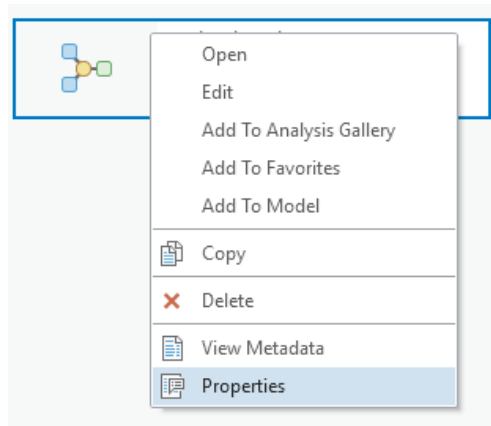 Open
Edit
Add To Analysis Gallery
Add To Favorites
Add To Model
Copy
Delete
View Metadata
Properties